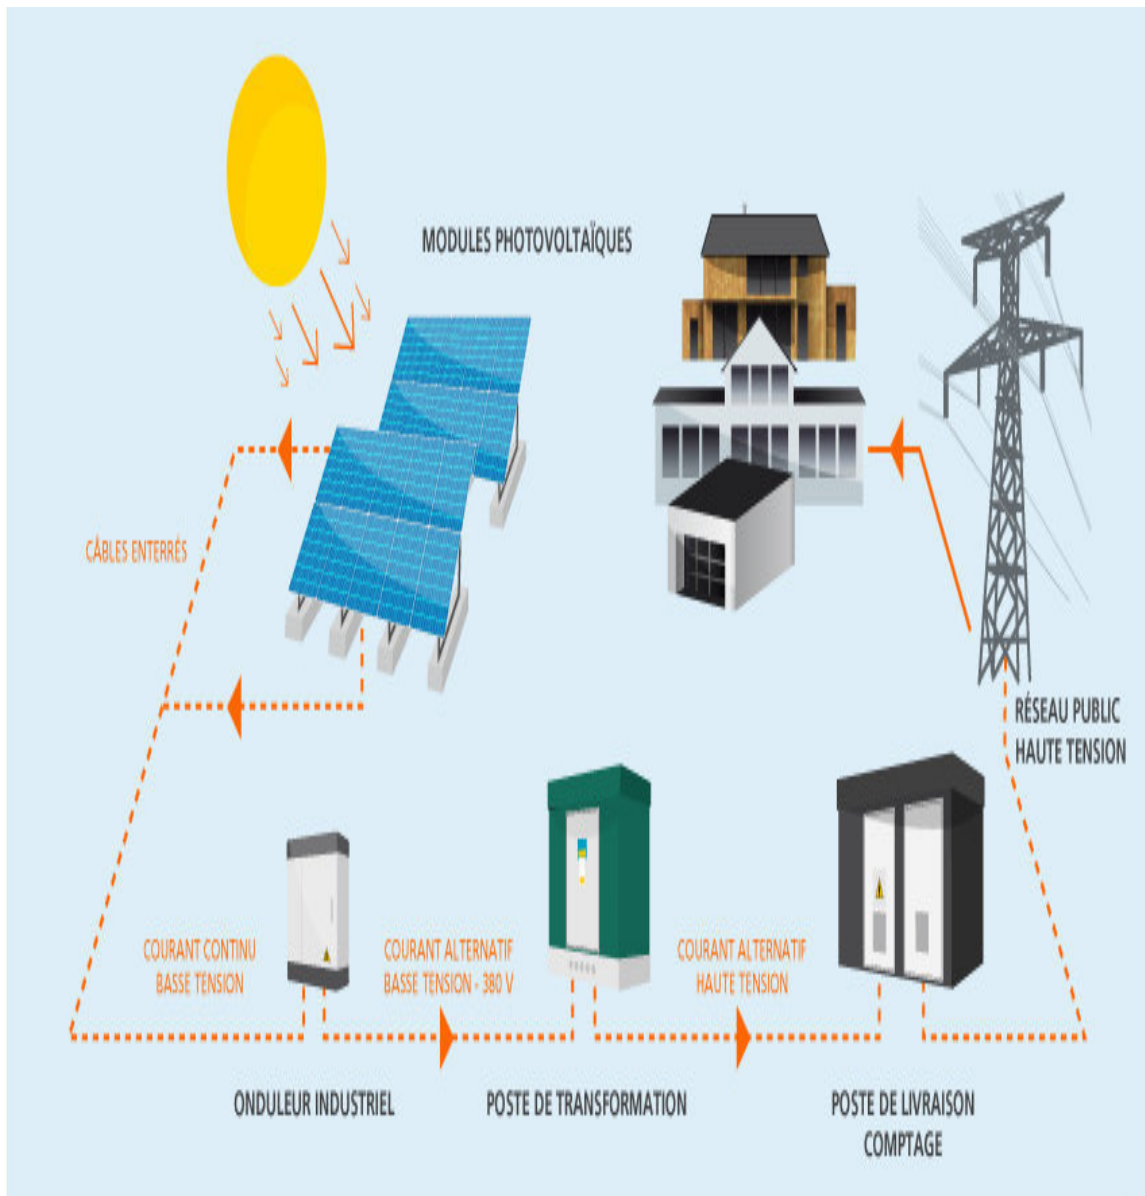 MODULES PHOTOVOLTAÏQUES
CÂBLES ENTERRÉS
RÉSEAU PUBLIC
HAUTE TENSION
COURANT CONTINU
BASSE TENSION
COURANT ALTERNATIF
BASSE TENSION - 380 V
COURANT ALTERNATIF
HAUTE TENSION
ONDULEUR INDUSTRIEL
POSTE DE TRANSFORMATION
POSTE DE LIVRAISON
COMPTAGE